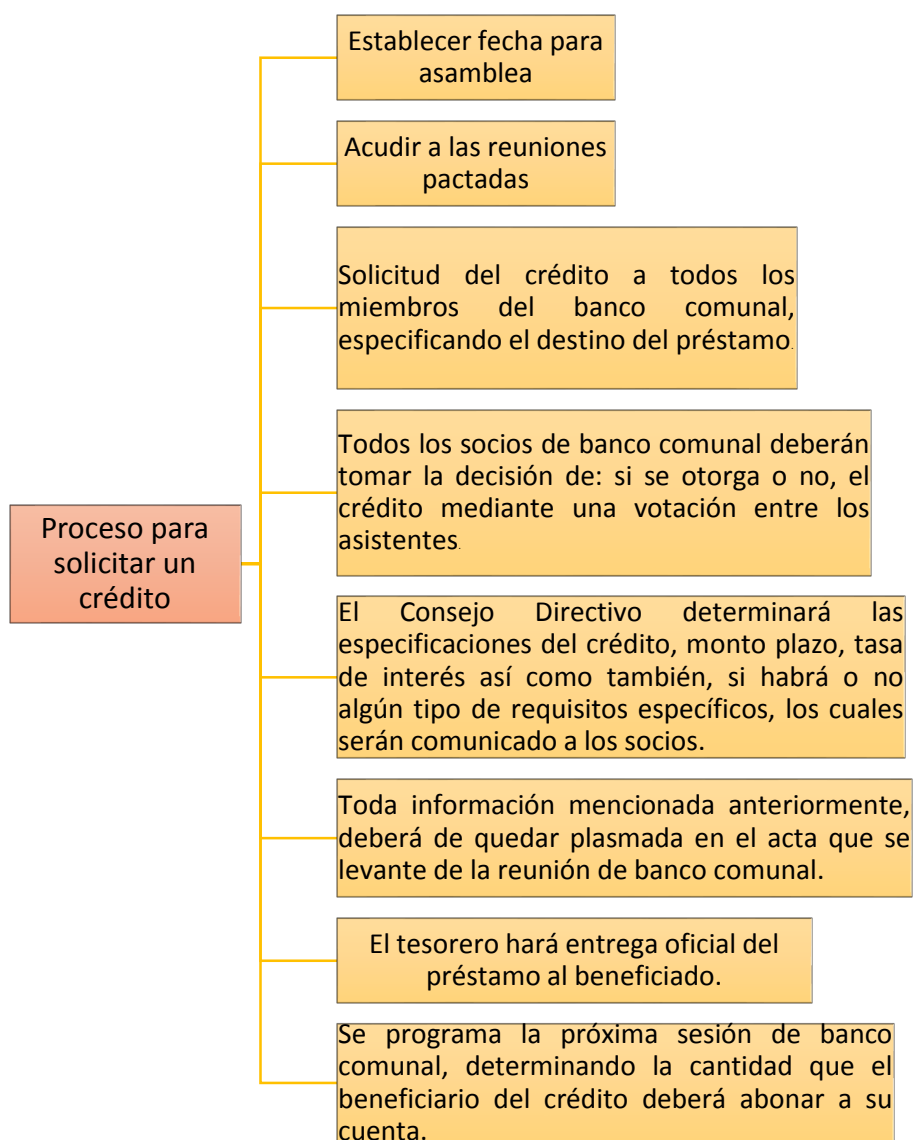 Establecer fecha para
asamblea
Acudir a las reuniones
pactadas
Solicitud del crédito a todos los
miembros del banco comunal,
especificando el destino del préstamo.
Todos los socios de banco comunal deberán
tomar la decisión de: si se otorga o no, el
crédito mediante una votación entre los
asistentes.
Proceso para
solicitar un
crédito
El Consejo Directivo determinará las
especificaciones del crédito, monto plazo, tasa
de interés así como también, si habrá o no
algún tipo de requisitos específicos, los cuales
serán comunicado a los socios.
Toda información mencionada anteriormente,
deberá de quedar plasmada en el acta que se
levante de la reunión de banco comunal.
El tesorero hará entrega oficial del
préstamo al beneficiado.
Se programa la próxima sesión de banco
comunal, determinando la cantidad que el
beneficiario del crédito deberá abonar a su
cuenta.